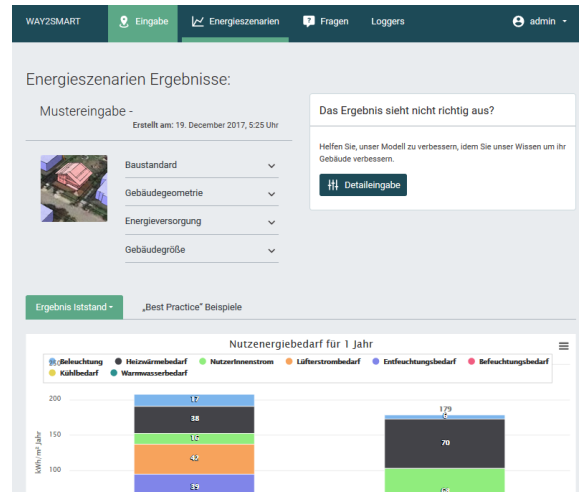 WAY2SMART
Eingabe
Energieszenarien
Fragen
Loggers
admin
Energieszenarien Ergebnisse:
Mustereingabe -
Erstellt am: 19. December 2017, 5:25 Uhr
Baustandard
Gebäudegeometrie
Energieversorgung
Gebäudegröße
Das Ergebnis sieht nicht richtig aus?
Helfen Sie, unser Modell zu verbessern, idem Sie unser Wissen um ihr
Gebäude verbessern.
Detaileingabe
Ergebnis Iststand
„Best Practice" Beispiele
Nutzenergiebedarf für 1 Jahr
Beleuchtung Heizwärmebedarf NutzerInnenstrom Lüfterstrombedarf Entfeuchtungsbedarf Befeuchtungsbedarf
Kühlbedarf Warmwasserbedarf
200
150
100
kWh/m² Jahr
17
38
39
179
70